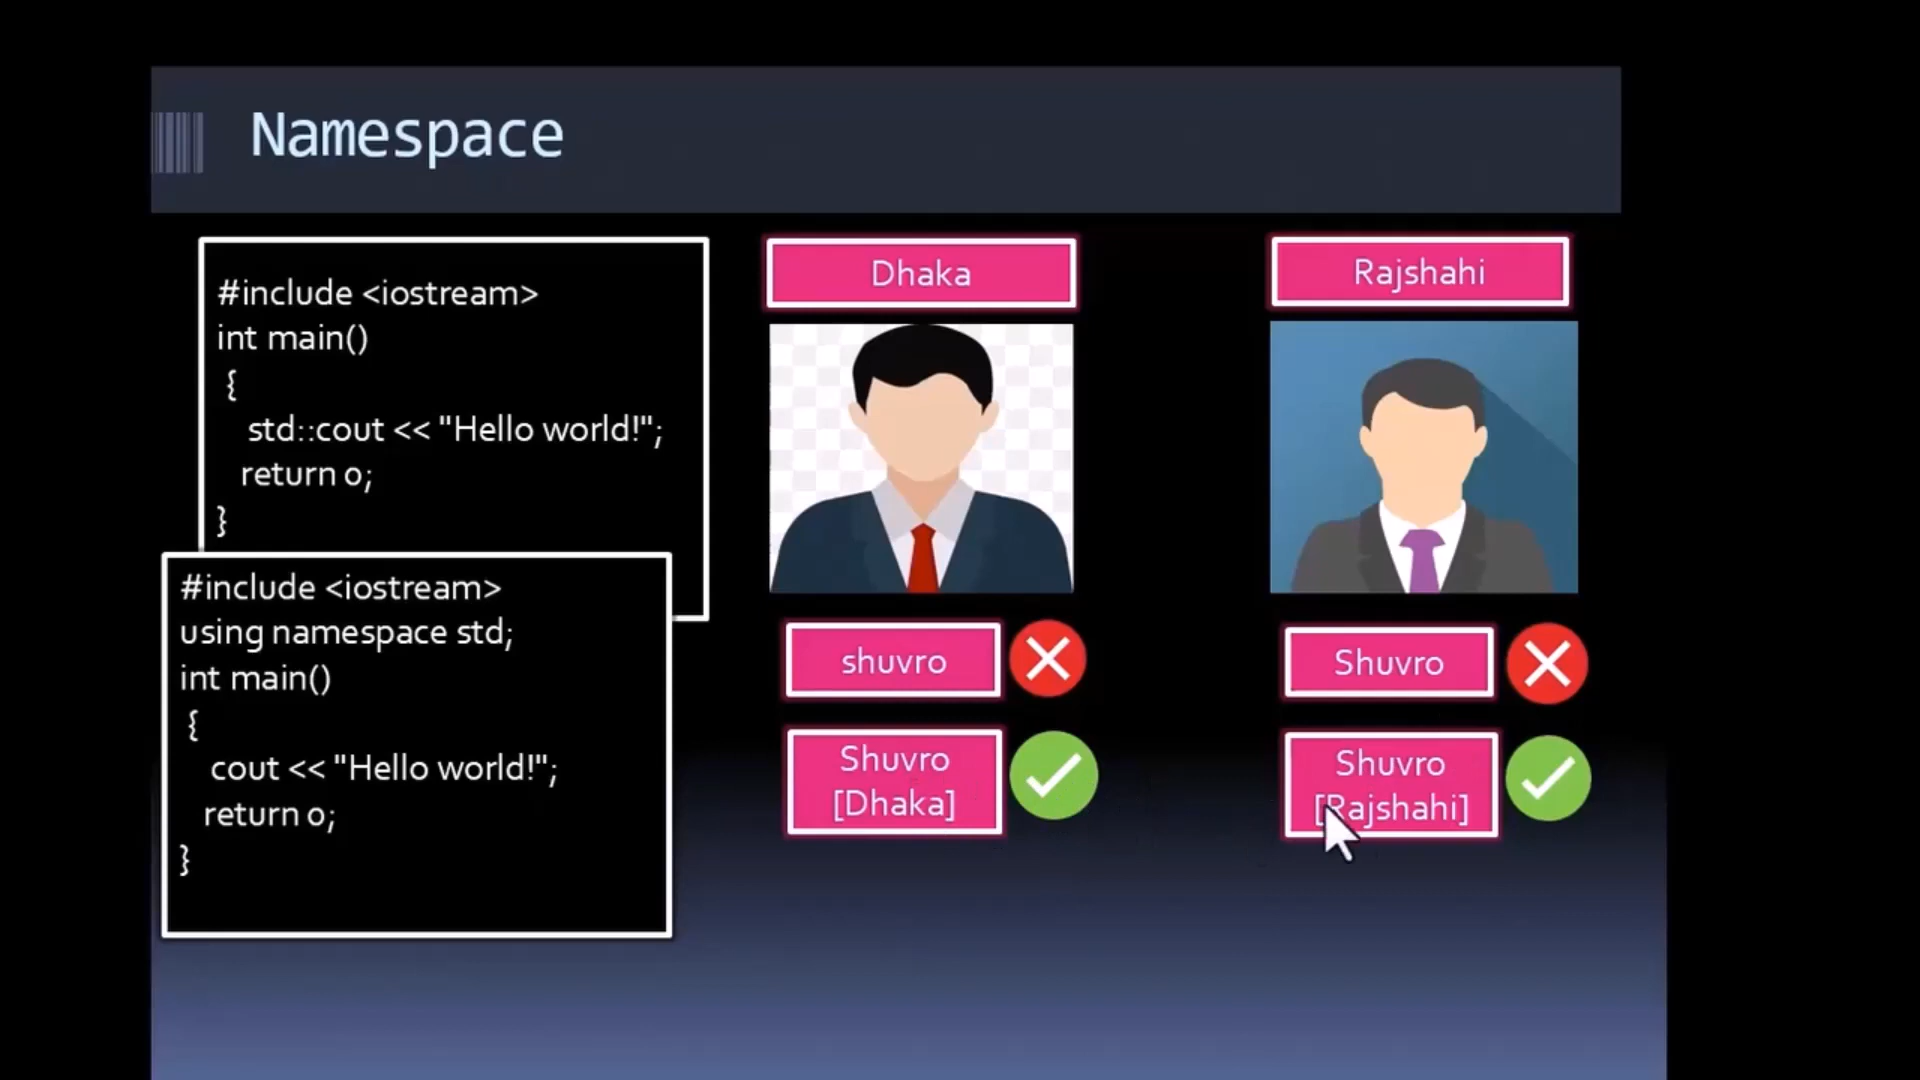 Namespace
#include <iostream>
int main()
{
std::cout << "Hello world!";
return 0;
}
#include <iostream>
using namespace std;
int main()
{
cout << "Hello world!";
return 0;
}
Dhaka
shuvro
Shuvro
[Dhaka]
Rajshahi
Shuvro
Shuvro
[Rajshahi]